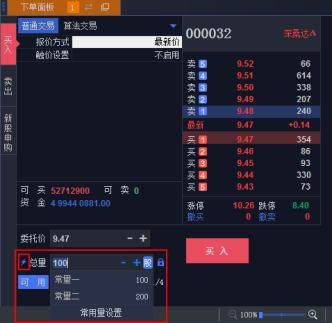 下单面板 1
买入
卖出
新股申购
普通交易 算法交易
报价方式 最新价
触价设置 不启用
可 买 52712900 可 卖 0
资 金 4 9944 0881.00
000032 深桑达A
卖 5 9.52 66
卖 4 9.51 614
卖 3 9.50 338
卖 2 9.49 207
卖 1 9.48 240
最新 9.47 +0.14
买 1 9.47 354
买 2 9.46 86
买 3 9.45 93
买 4 9.44 330
买 5 9.43 73
涨停 10.26 跌停 8.40
撤买 0 撤卖 0
委托价 9.47 - +
总量 100 - + 股
可 用 /4
常量一 100
常量二 200
常用量设置
买 入
100% - +